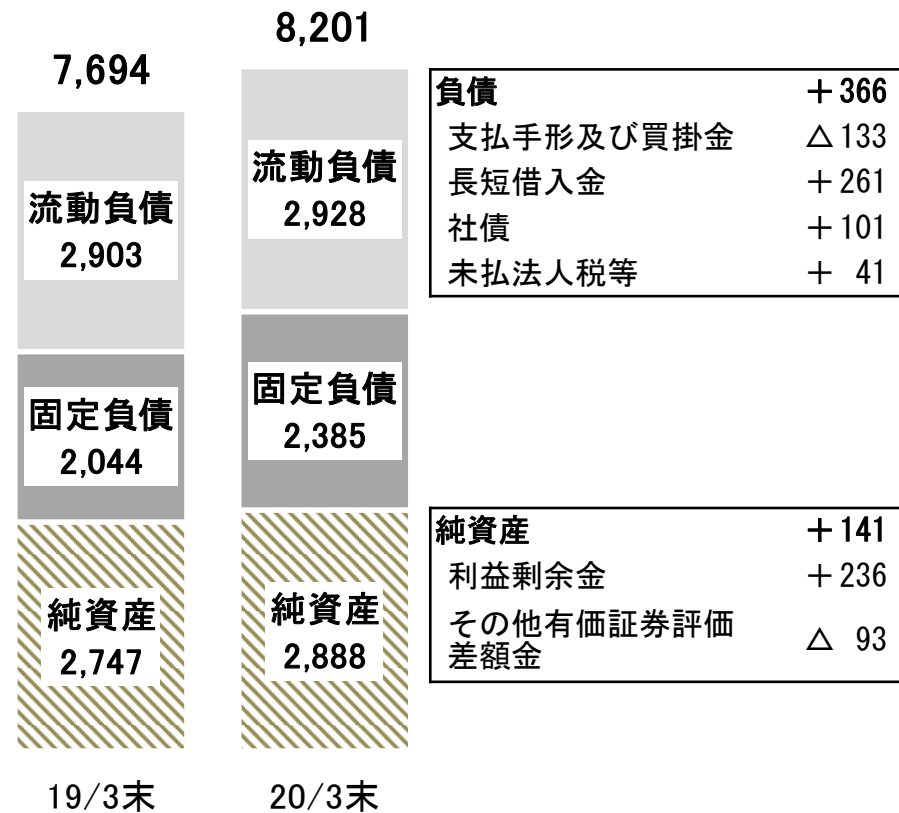 7,694
流動負債
2,903
固定負債
2,044
純資産
2,747
19/3末
8,201
流動負債
2,928
固定負債
2,385
純資産
2,888
20/3末
負債 ＋366
支払手形及び買掛金 △133
長短借入金 ＋261
社債 ＋101
未払法人税等 ＋ 41
純資産 ＋141
利益剰余金 ＋236
その他有価証券評価
差額金 △ 93